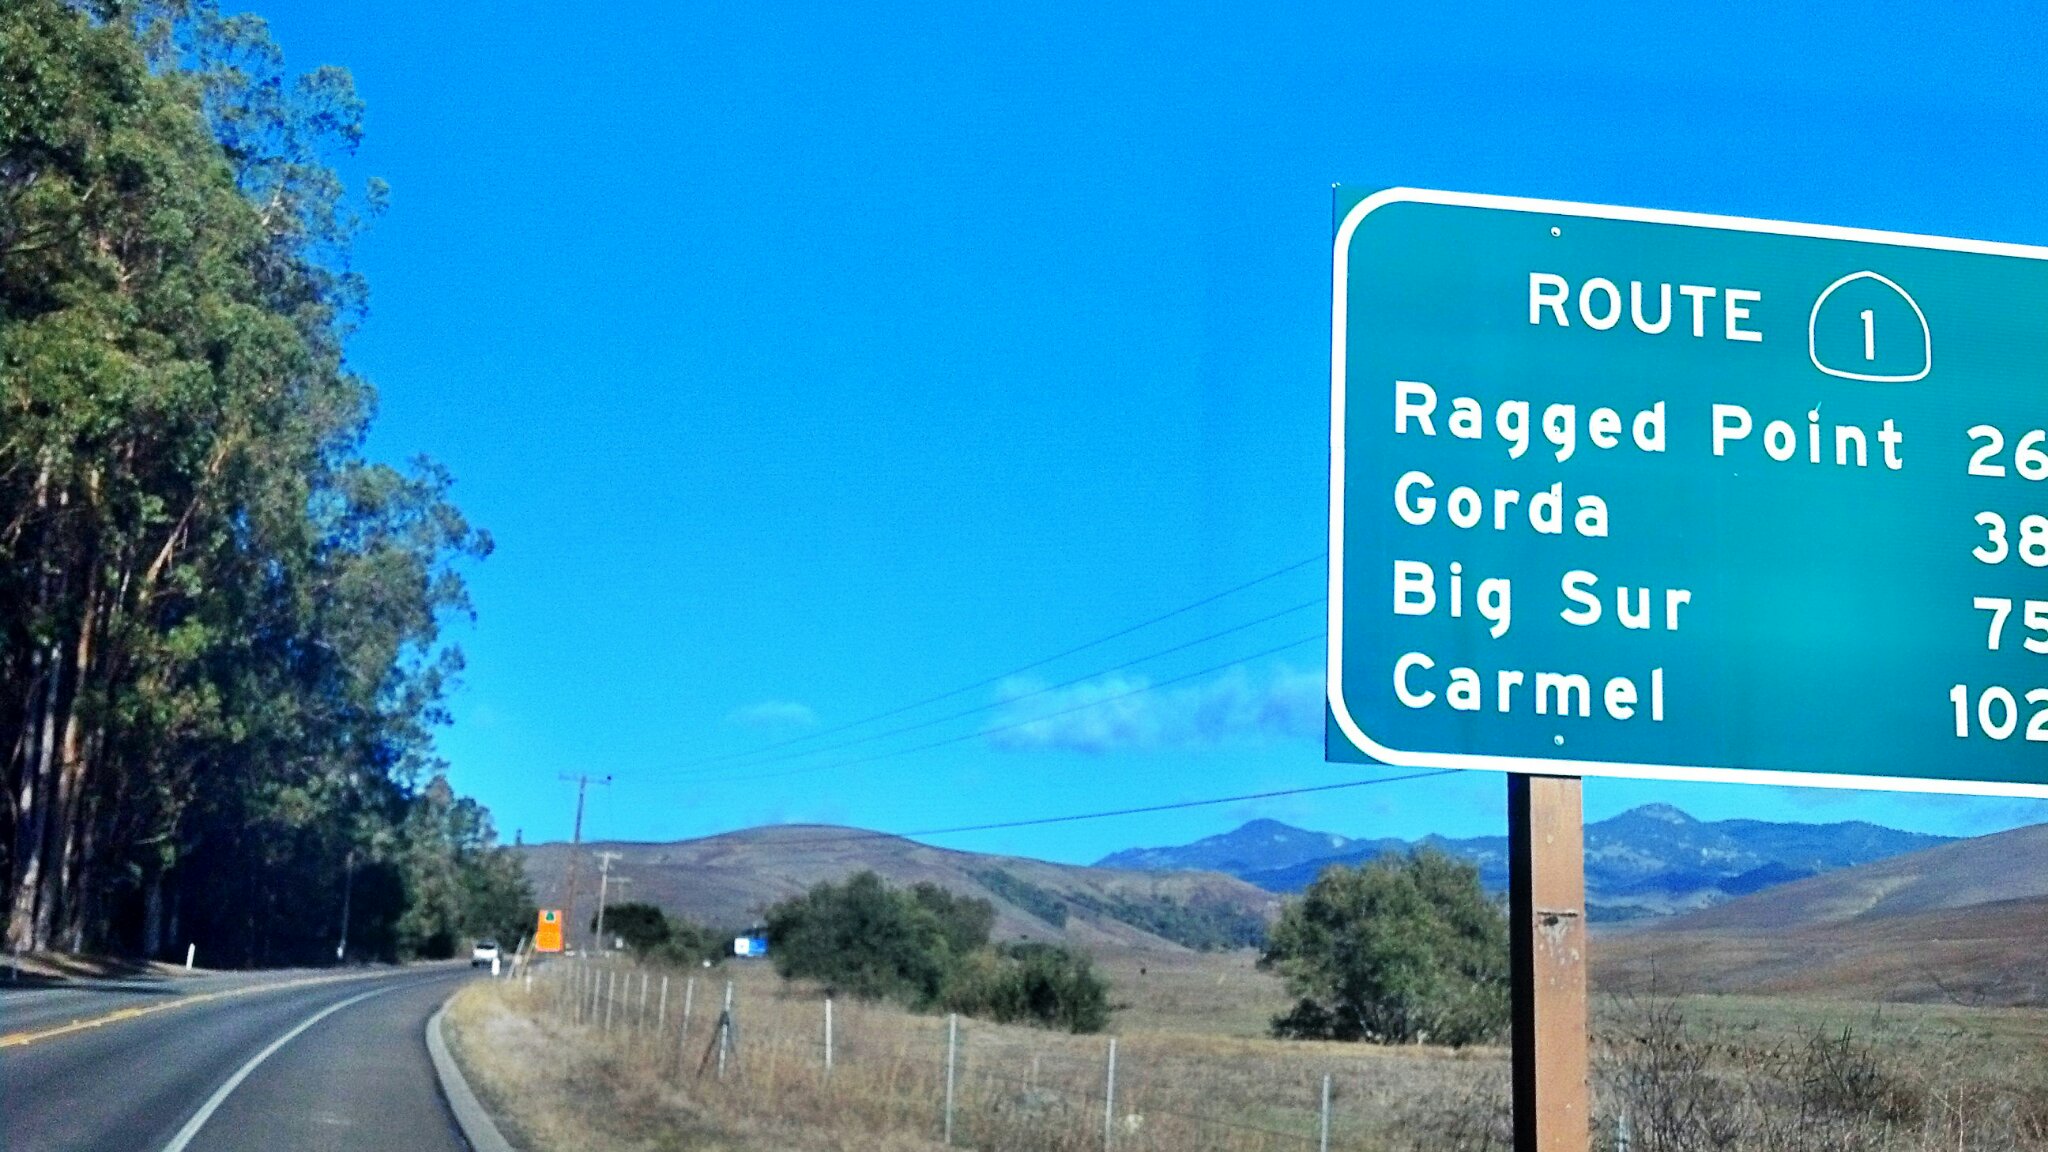 ROUTE 1
Ragged Point 26
Gorda 38
Big Sur 75
Carmel 102